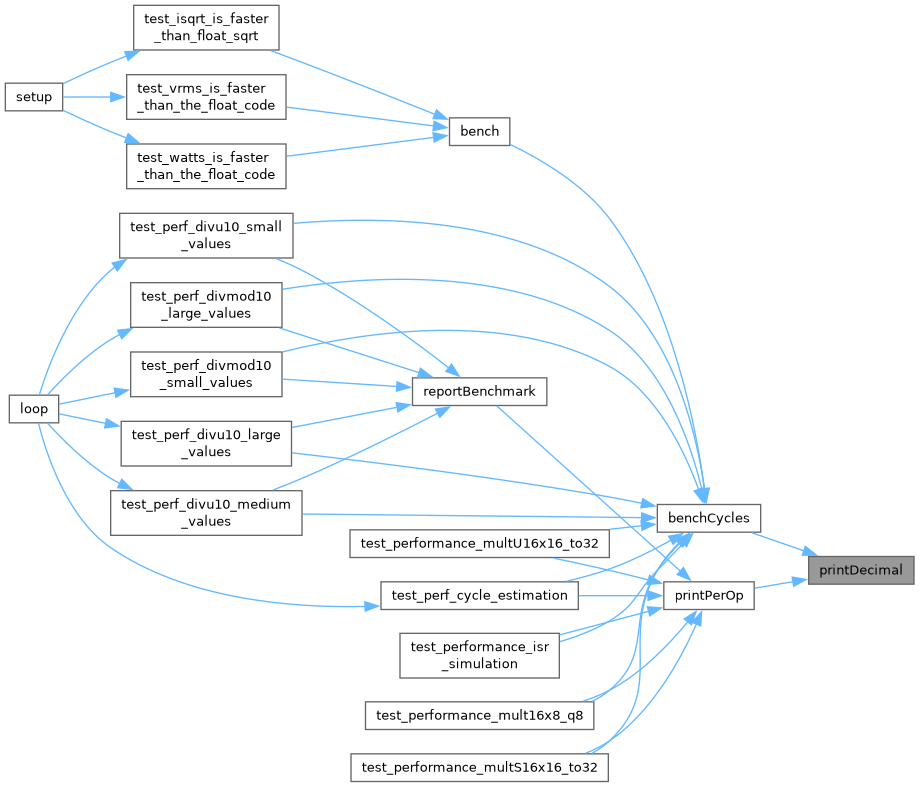 test_isqrt_is_faster
_than_float_sqrt
setup
test_vrms_is_faster
_than_the_float_code
bench
test_watts_is_faster
_than_the_float_code
test_perf_divu10_small
_values
test_perf_divmod10
_large_values
test_perf_divmod10
_small_values
reportBenchmark
loop
test_perf_divu10_large
_values
test_perf_divu10_medium
_values
benchCycles
test_performance_multU16x16_to32
printDecimal
test_perf_cycle_estimation
printPerOp
test_performance_isr
_simulation
test_performance_mult16x8_q8
test_performance_multS16x16_to32